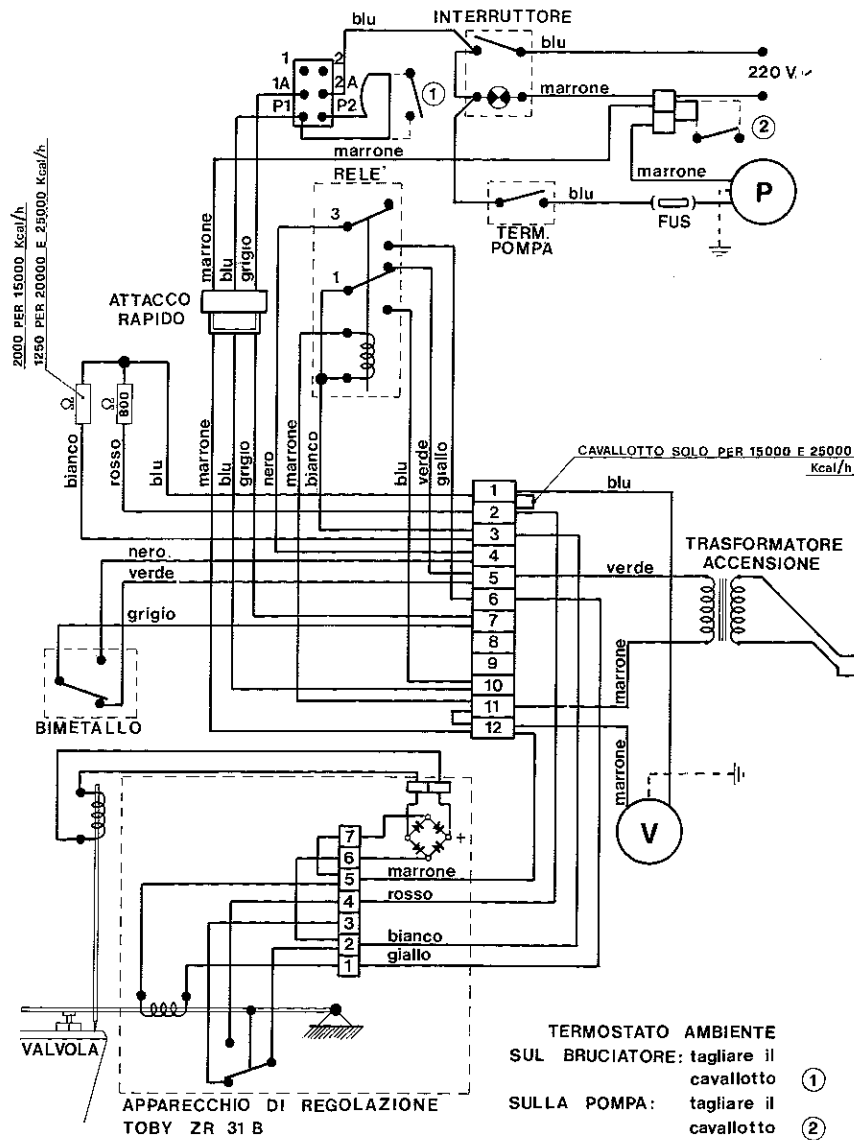 blu
INTERRUTTORE
blu
1 2
1A 2A
P1 P2
1
220 V.~
marrone
2
marrone
RELE'
marrone
blu
P
TERM.
POMPA
FUS
2000 PER 15000 Kcal/h
1250 PER 20000 E 25000 Kcal/h
marrone
blu
grigio
3
1
ATTACCO
RAPIDO
Ω
Ω
800
bianco
rosso
blu
marrone
blu
grigio
nero
marrone
bianco
blu
verde
giallo
CAVALLOTTO SOLO PER 15000 E 25000
Kcal/h
1
2
3
4
5
6
7
8
9
10
11
12
blu
nero
verde
grigio
verde
TRASFORMATORE
ACCENSIONE
marrone
BIMETALLO
marrone
V
7
6
5
4
3
2
1
+
marrone
rosso
bianco
giallo
VALVOLA
APPARECCHIO DI REGOLAZIONE
TOBY ZR 31 B
TERMOSTATO AMBIENTE
SUL BRUCIATORE: tagliare il
cavallotto 1
SULLA POMPA: tagliare il
cavallotto 2